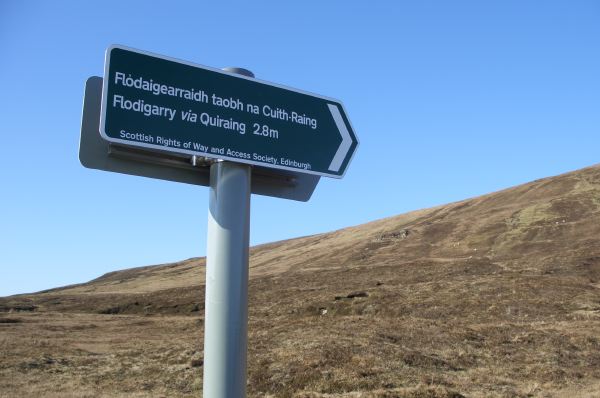 Flòdaigearraidh taobh na Cuith-Raing
Flodigarry via Quiraing 2.8m
Scottish Rights of Way and Access Society, Edinburgh